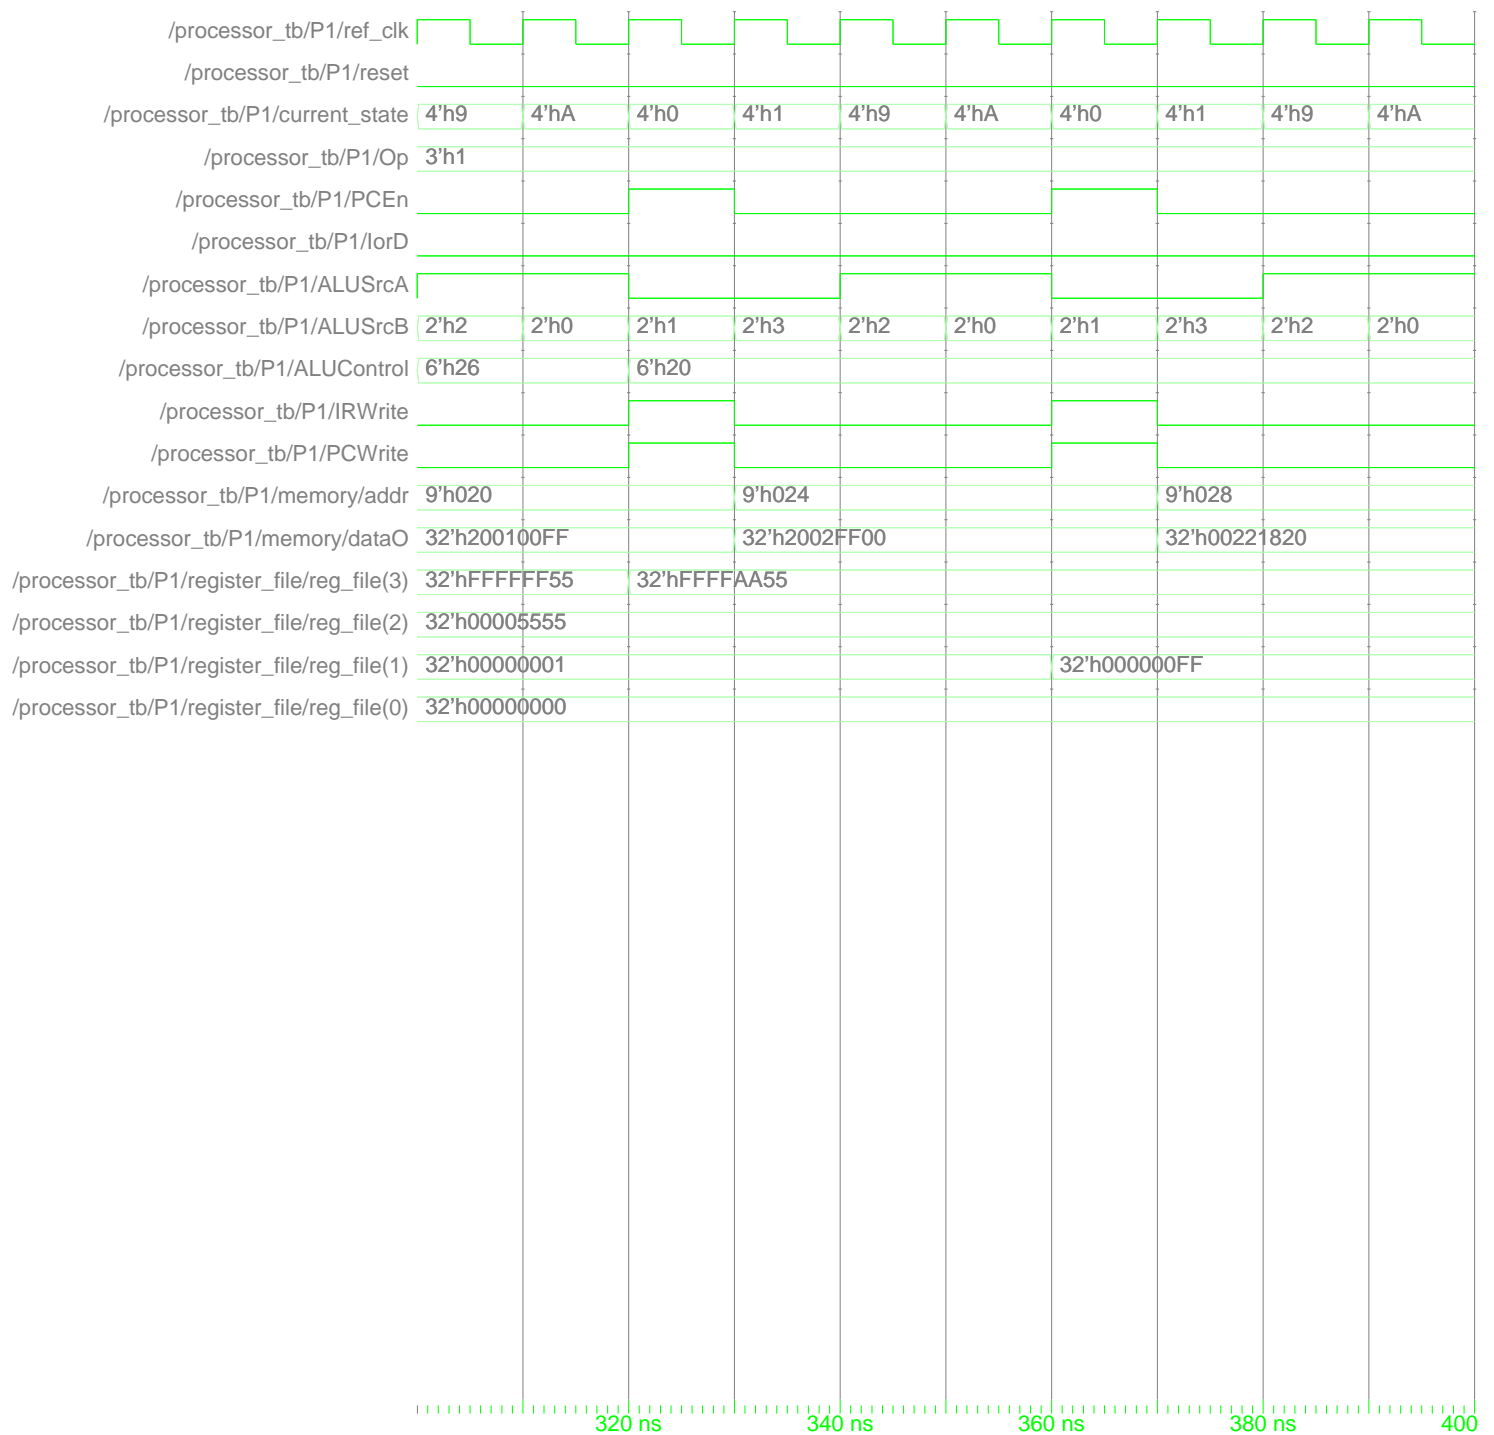 /processor_tb/P1/ref_clk
/processor_tb/P1/reset
/processor_tb/P1/current_state 4'h9 4'hA 4'h0 4'h1 4'h9 4'hA 4'h0 4'h1 4'h9 4'hA
/processor_tb/P1/Op 3'h1
/processor_tb/P1/PCEn
/processor_tb/P1/IorD
/processor_tb/P1/ALUSrcA
/processor_tb/P1/ALUSrcB 2'h2 2'h0 2'h1 2'h3 2'h2 2'h0 2'h1 2'h3 2'h2 2'h0
/processor_tb/P1/ALUControl 6'h26 6'h20
/processor_tb/P1/IRWrite
/processor_tb/P1/PCWrite
/processor_tb/P1/memory/addr 9'h020 9'h024 9'h028
/processor_tb/P1/memory/dataO 32'h200100FF 32'h2002FF00 32'h00221820
/processor_tb/P1/register_file/reg_file(3) 32'hFFFFFF55 32'hFFFFAA55
/processor_tb/P1/register_file/reg_file(2) 32'h00005555
/processor_tb/P1/register_file/reg_file(1) 32'h00000001 32'h000000FF
/processor_tb/P1/register_file/reg_file(0) 32'h00000000
320 ns 340 ns 360 ns 380 ns 400